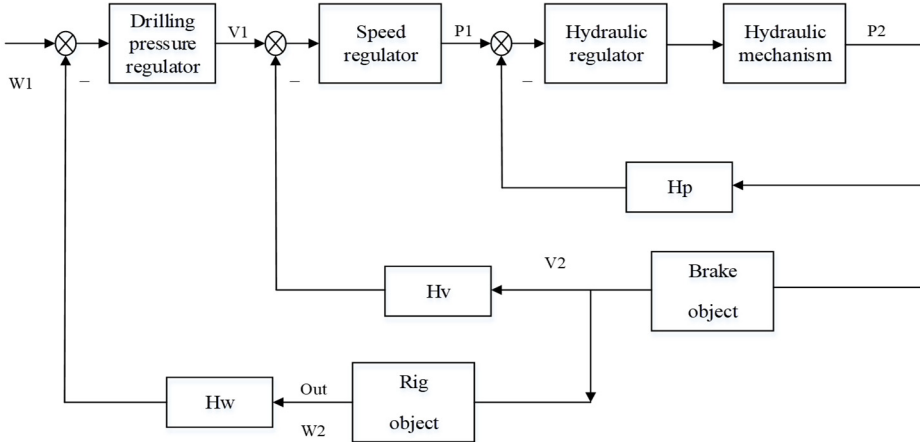 Drilling
pressure
regulator
V1
Speed
regulator
P1
Hydraulic
regulator
Hydraulic
mechanism
P2
W1
−
−
−
Hp
V2
Brake
object
Hv
Hw
Out
W2
Rig
object